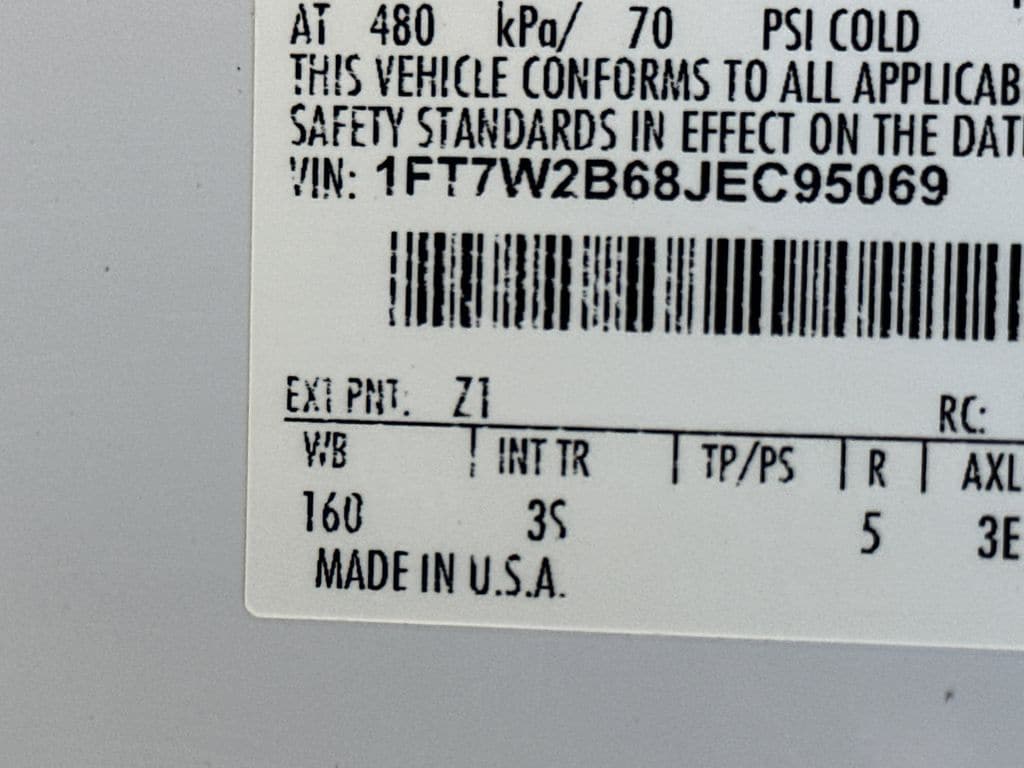 AT 480 kPa/ 70 PSI COLD
THIS VEHICLE CONFORMS TO ALL APPLICAB
SAFETY STANDARDS IN EFFECT ON THE DAT
VIN: 1FT7W2B68JEC95069
EXT PNT: Z1
RC:
WB | INT TR | TP/PS | R | AXL
160 3S 5 3E
MADE IN U.S.A.